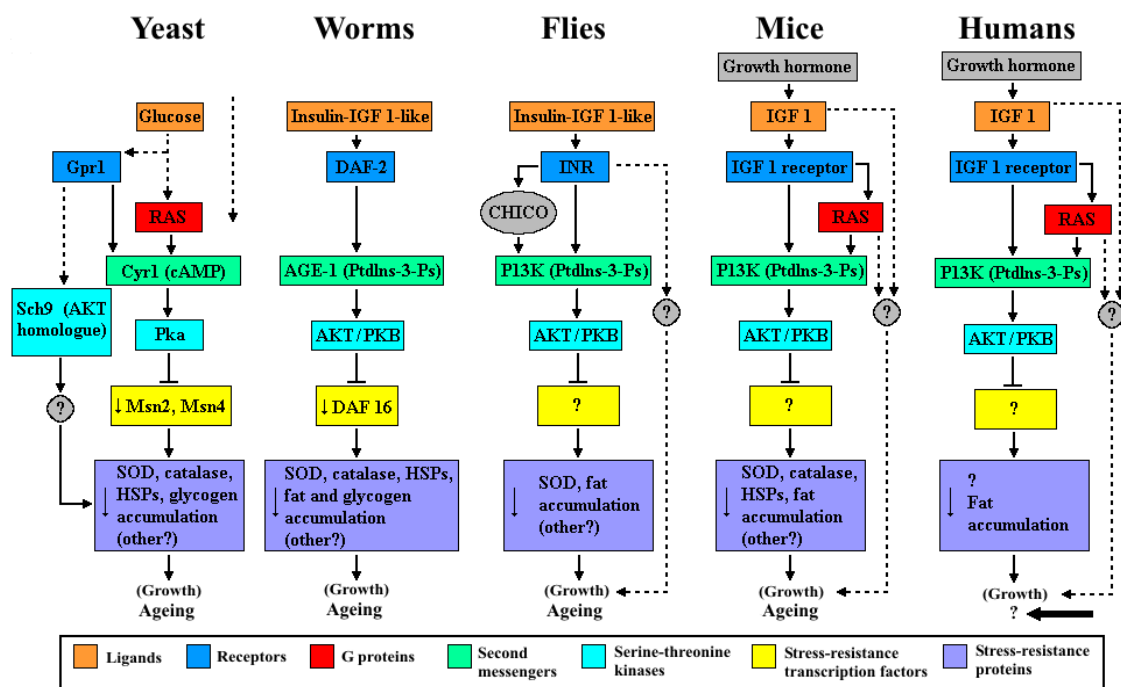 Yeast
Worms
Flies
Mice
Humans
Glucose
Gpr1
RAS
Cyr1 (cAMP)
Sch9 (AKT
homologue)
Pka
?
↓ Msn2, Msn4
SOD, catalase,
↓ HSPs, glycogen
accumulation
(other?)
(Growth)
Ageing
Insulin-IGF 1-like
DAF-2
AGE-1 (Ptdlns-3-Ps)
AKT/PKB
↓ DAF 16
SOD, catalase, HSPs,
↓ fat and glycogen
accumulation
(other?)
(Growth)
Ageing
Insulin-IGF 1-like
INR
CHICO
P13K (Ptdlns-3-Ps)
?
AKT/PKB
?
↓ SOD, fat
accumulation
(other?)
(Growth)
Ageing
Growth hormone
IGF 1
IGF 1 receptor
RAS
P13K (Ptdlns-3-Ps)
?
AKT/PKB
?
SOD, catalase,
↓ HSPs, fat
accumulation
(other?)
(Growth)
Ageing
Growth hormone
IGF 1
IGF 1 receptor
RAS
P13K (Ptdlns-3-Ps)
?
AKT/PKB
?
?
↓ Fat
accumulation
(Growth)
?
Ligands
Receptors
G proteins
Second
messengers
Serine-threonine
kinases
Stress-resistance
transcription factors
Stress-resistance
proteins